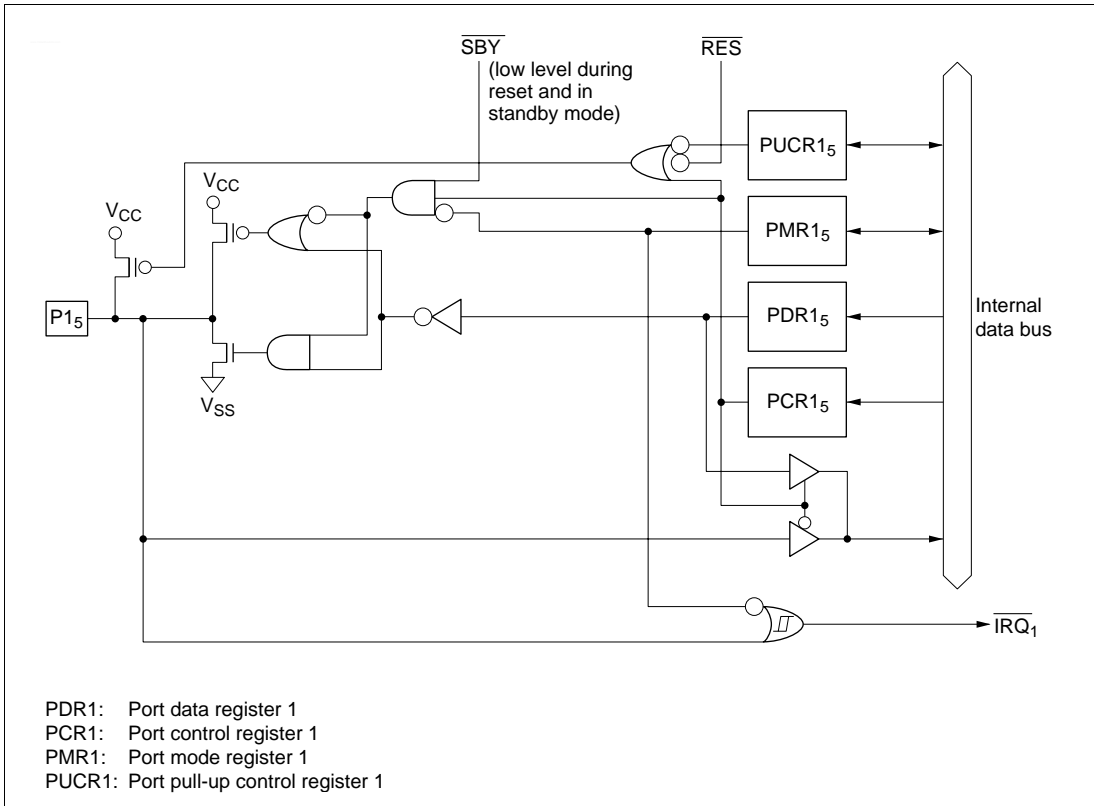 SBY
(low level during
reset and in
standby mode)
RES
PUCR1₅
VCC
VCC
PMR1₅
P1₅
PDR1₅
Internal
data bus
VSS
PCR1₅
IRQ₁
PDR1: Port data register 1
PCR1: Port control register 1
PMR1: Port mode register 1
PUCR1: Port pull-up control register 1